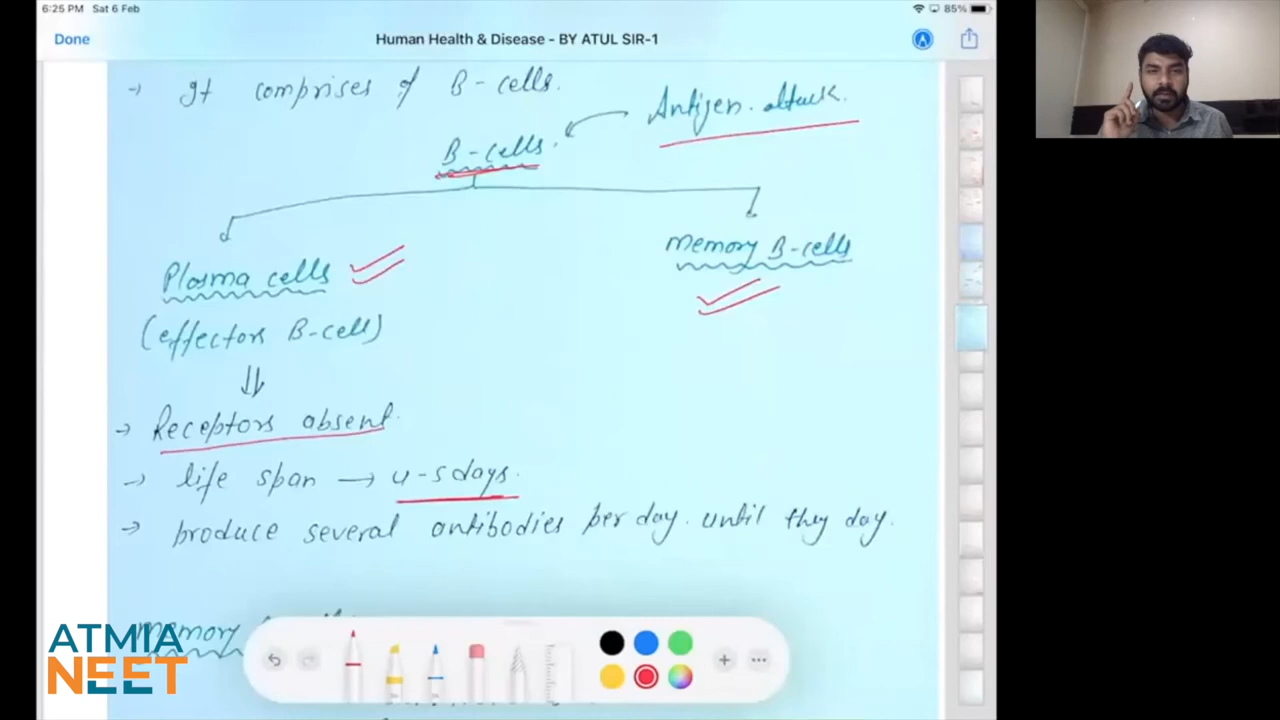 6:25 PM Sat 6 Feb
85%
Done
Human Health & Disease - BY ATUL SIR-1
→ It comprises of B-cells.
Antigen attack.
B-cells.
Plasma cells
memory B-cells
(effectors B-cell)
→ Receptors absent.
→ life span → 4-5 days.
→ produce several antibodies per day. until they day.
memory
ATMIA
NEET